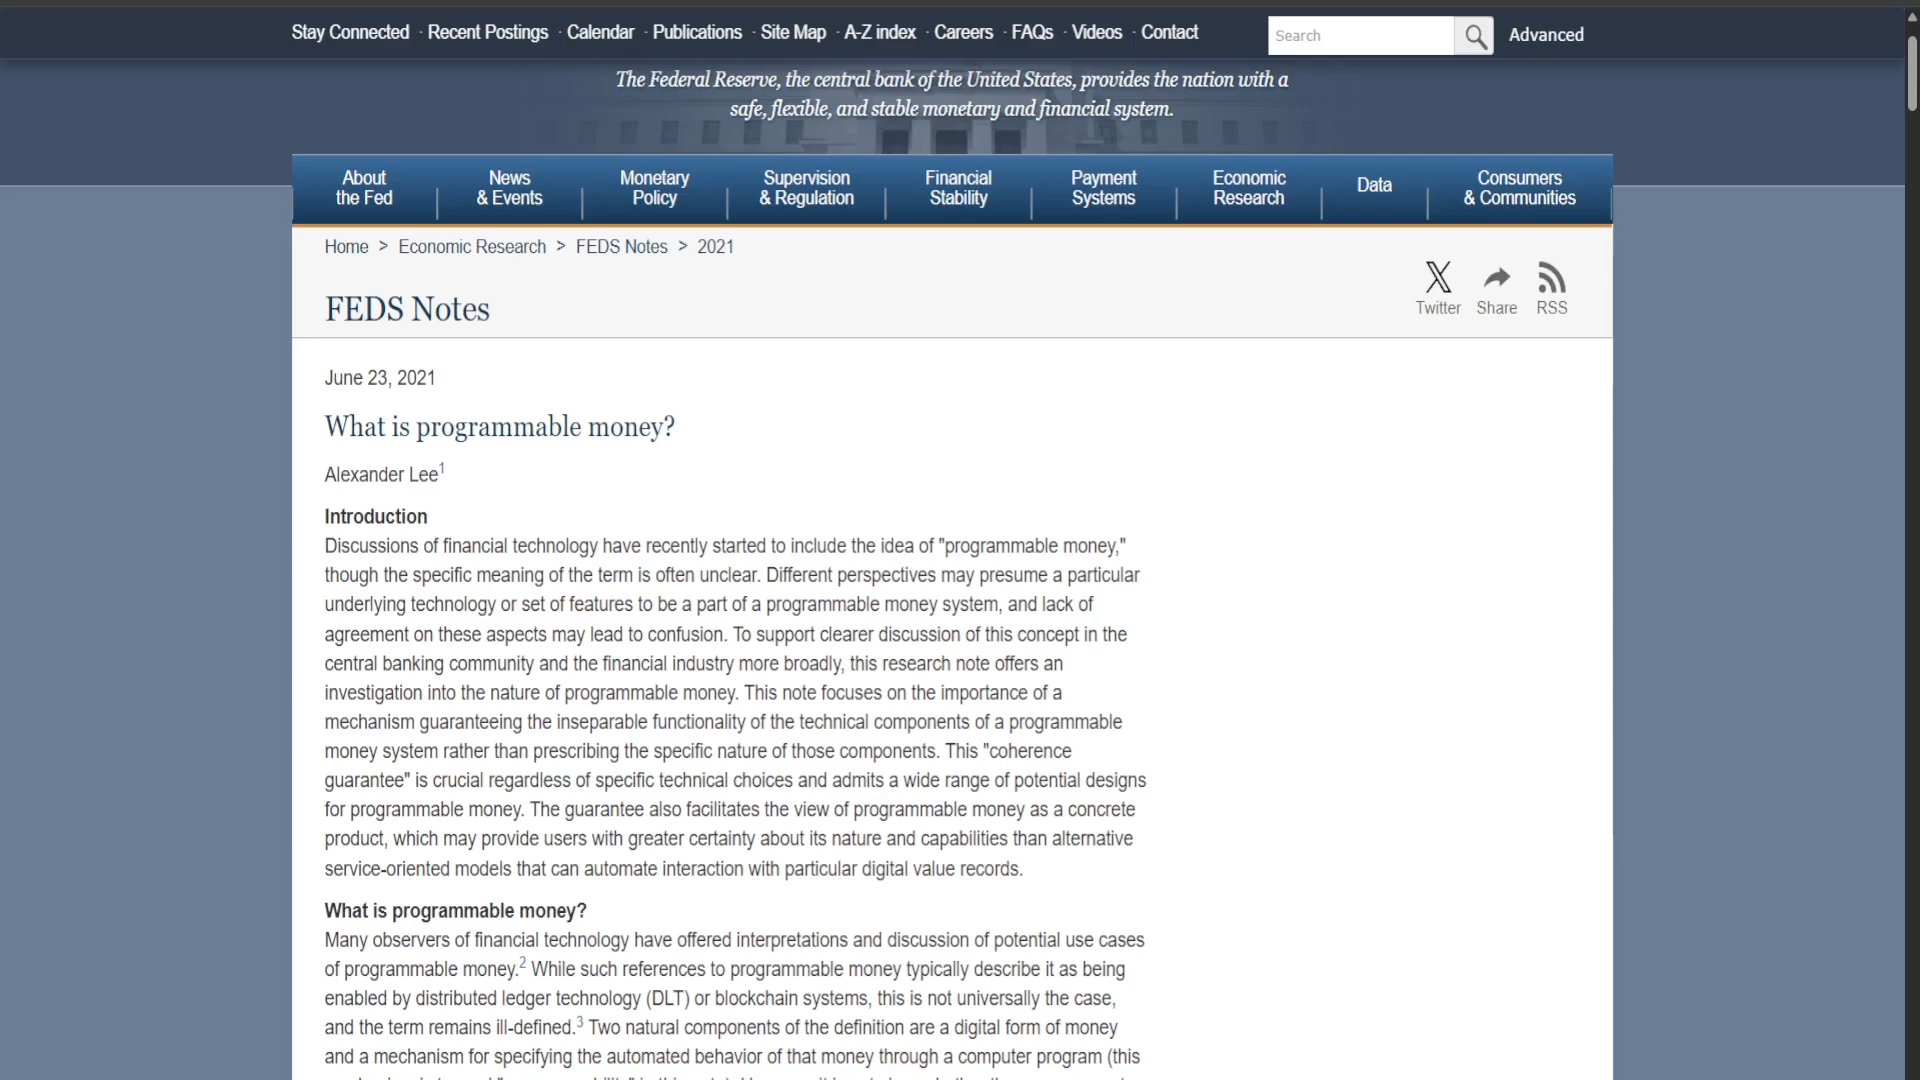 Stay Connected · Recent Postings · Calendar · Publications · Site Map · A-Z index · Careers · FAQs · Videos · Contact Search Advanced
The Federal Reserve, the central bank of the United States, provides the nation with a
safe, flexible, and stable monetary and financial system.
About the Fed
News & Events
Monetary Policy
Supervision & Regulation
Financial Stability
Payment Systems
Economic Research
Data
Consumers & Communities
Home > Economic Research > FEDS Notes > 2021
FEDS Notes
Twitter Share RSS
June 23, 2021
What is programmable money?
Alexander Lee1
Introduction
Discussions of financial technology have recently started to include the idea of "programmable money,"
though the specific meaning of the term is often unclear. Different perspectives may presume a particular
underlying technology or set of features to be a part of a programmable money system, and lack of
agreement on these aspects may lead to confusion. To support clearer discussion of this concept in the
central banking community and the financial industry more broadly, this research note offers an
investigation into the nature of programmable money. This note focuses on the importance of a
mechanism guaranteeing the inseparable functionality of the technical components of a programmable
money system rather than prescribing the specific nature of those components. This "coherence
guarantee" is crucial regardless of specific technical choices and admits a wide range of potential designs
for programmable money. The guarantee also facilitates the view of programmable money as a concrete
product, which may provide users with greater certainty about its nature and capabilities than alternative
service-oriented models that can automate interaction with particular digital value records.
What is programmable money?
Many observers of financial technology have offered interpretations and discussion of potential use cases
of programmable money.2 While such references to programmable money typically describe it as being
enabled by distributed ledger technology (DLT) or blockchain systems, this is not universally the case,
and the term remains ill-defined.3 Two natural components of the definition are a digital form of money
and a mechanism for specifying the automated behavior of that money through a computer program (this